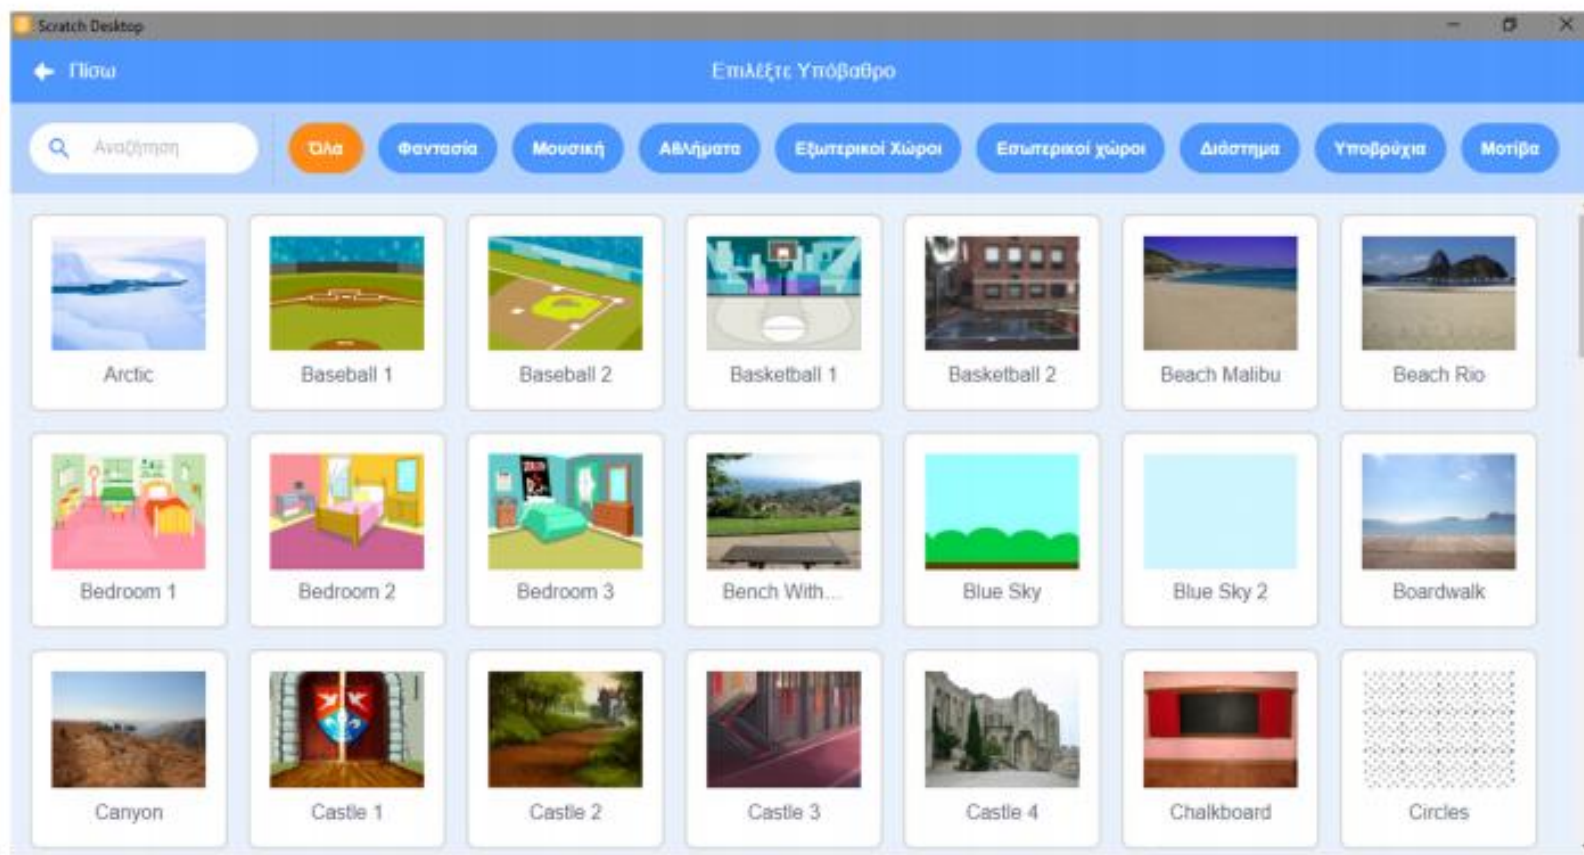 Scratch Desktop
Πίσω
Επιλέξτε Υπόβαθρο
Αναζήτηση
Όλα Φαντασία Μουσική Αθλήματα Εξωτερικοί Χώροι Εσωτερικοί χώροι Διάστημα Υποβρύχια Μοτίβα
Arctic Baseball 1 Baseball 2 Basketball 1 Basketball 2 Beach Malibu Beach Rio
Bedroom 1 Bedroom 2 Bedroom 3 Bench With... Blue Sky Blue Sky 2 Boardwalk
Canyon Castle 1 Castle 2 Castle 3 Castle 4 Chalkboard Circles